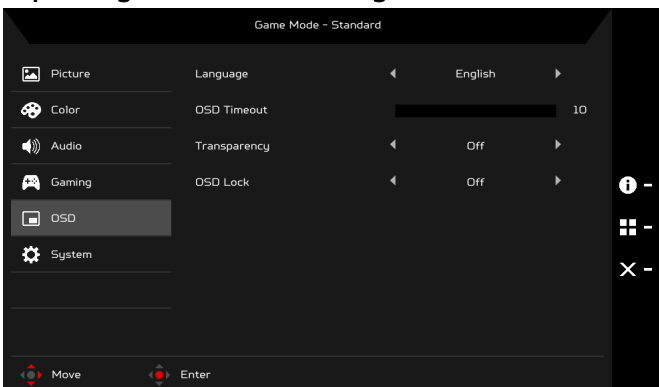 Game Mode - Standard
Picture
Language English
Color
OSD Timeout 10
Audio
Transparency Off
Gaming
OSD Lock Off
OSD
System
Move Enter